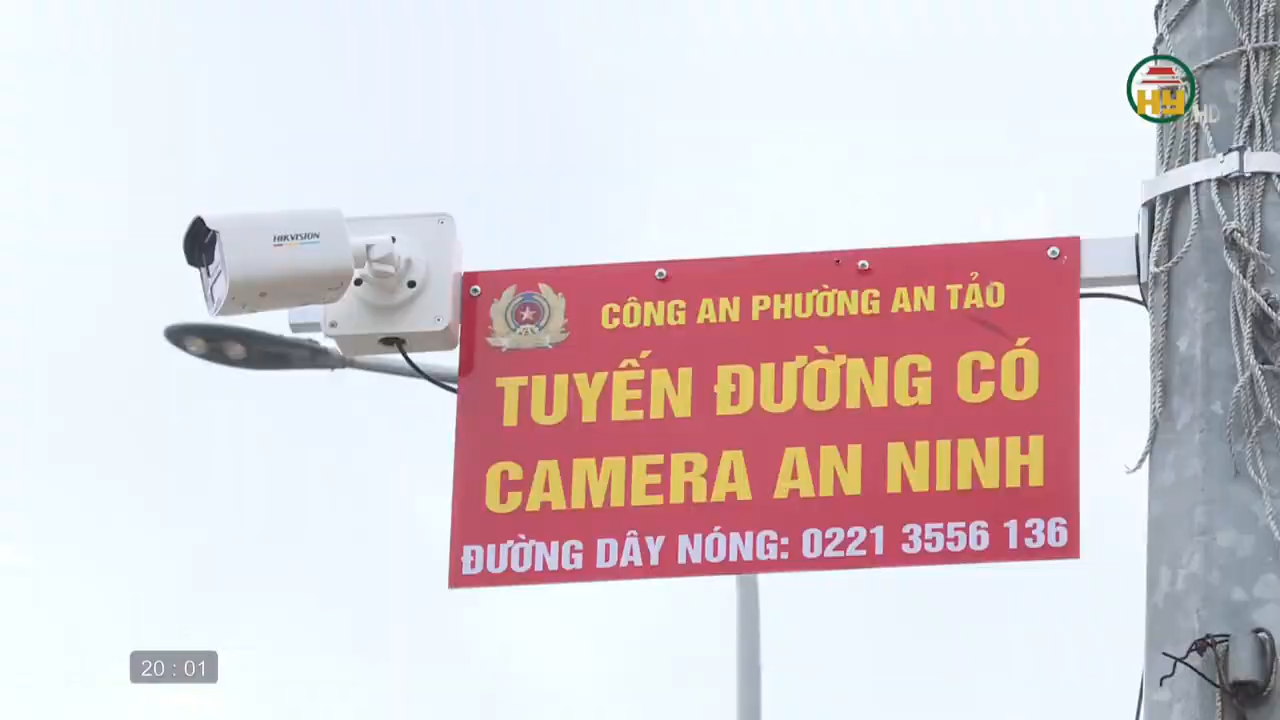 HY
HD
HIKVISION
CÔNG AN PHƯỜNG AN TẢO
TUYẾN ĐƯỜNG CÓ
CAMERA AN NINH
ĐƯỜNG DÂY NÓNG: 0221 3556 136
20 : 01